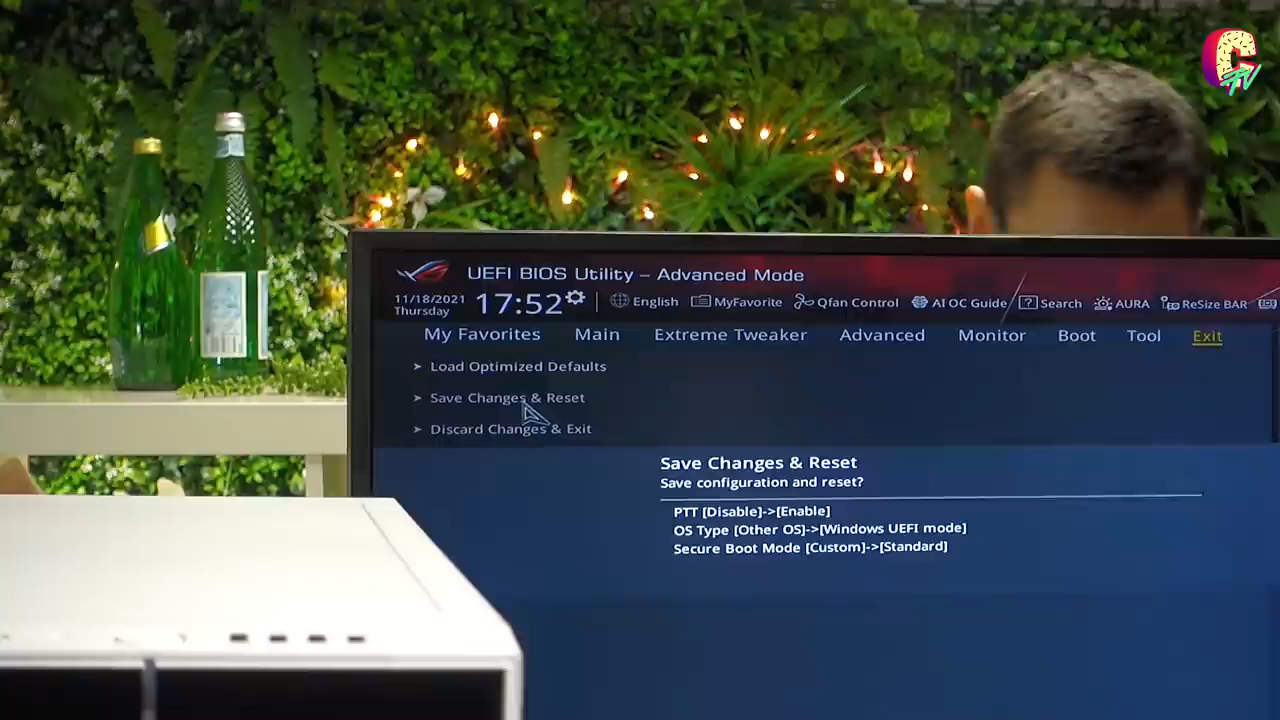 C
TV
UEFI BIOS Utility – Advanced Mode
11/18/2021
Thursday
17:52
English
MyFavorite
Qfan Control
AI OC Guide
? Search
AURA
ReSize BAR
My Favorites Main Extreme Tweaker Advanced Monitor Boot Tool Exit
> Load Optimized Defaults
> Save Changes & Reset
> Discard Changes & Exit
Save Changes & Reset
Save configuration and reset?
PTT [Disable]->[Enable]
OS Type [Other OS]->[Windows UEFI mode]
Secure Boot Mode [Custom]->[Standard]